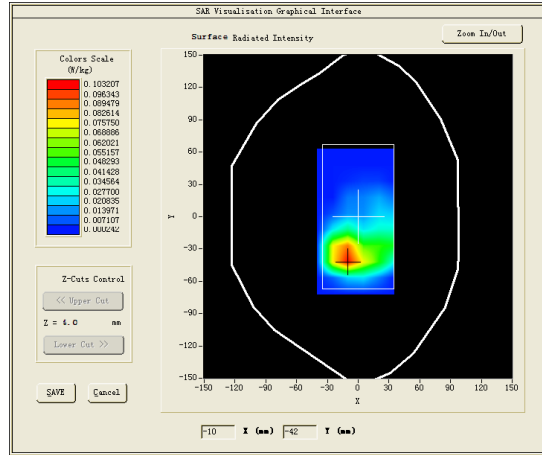 SAR Visualisation Graphical Interface
Surface Radiated Intensity
Zoom In/Out
Colors Scale
(W/kg)
0.103207
0.096343
0.089479
0.082614
0.075750
0.068886
0.062021
0.055157
0.048293
0.041428
0.034564
0.027700
0.020835
0.013971
0.007107
0.000242
Z-Cuts Control
<< Upper Cut
Z = 4.0 mm
Lower Cut >>
SAVE Cancel
150
120
90
60
30
0
-30
-60
-90
-120
-150
Y
-150 -120 -90 -60 -30 0 30 60 90 120 150
X
-10 X (mm) -42 Y (mm)